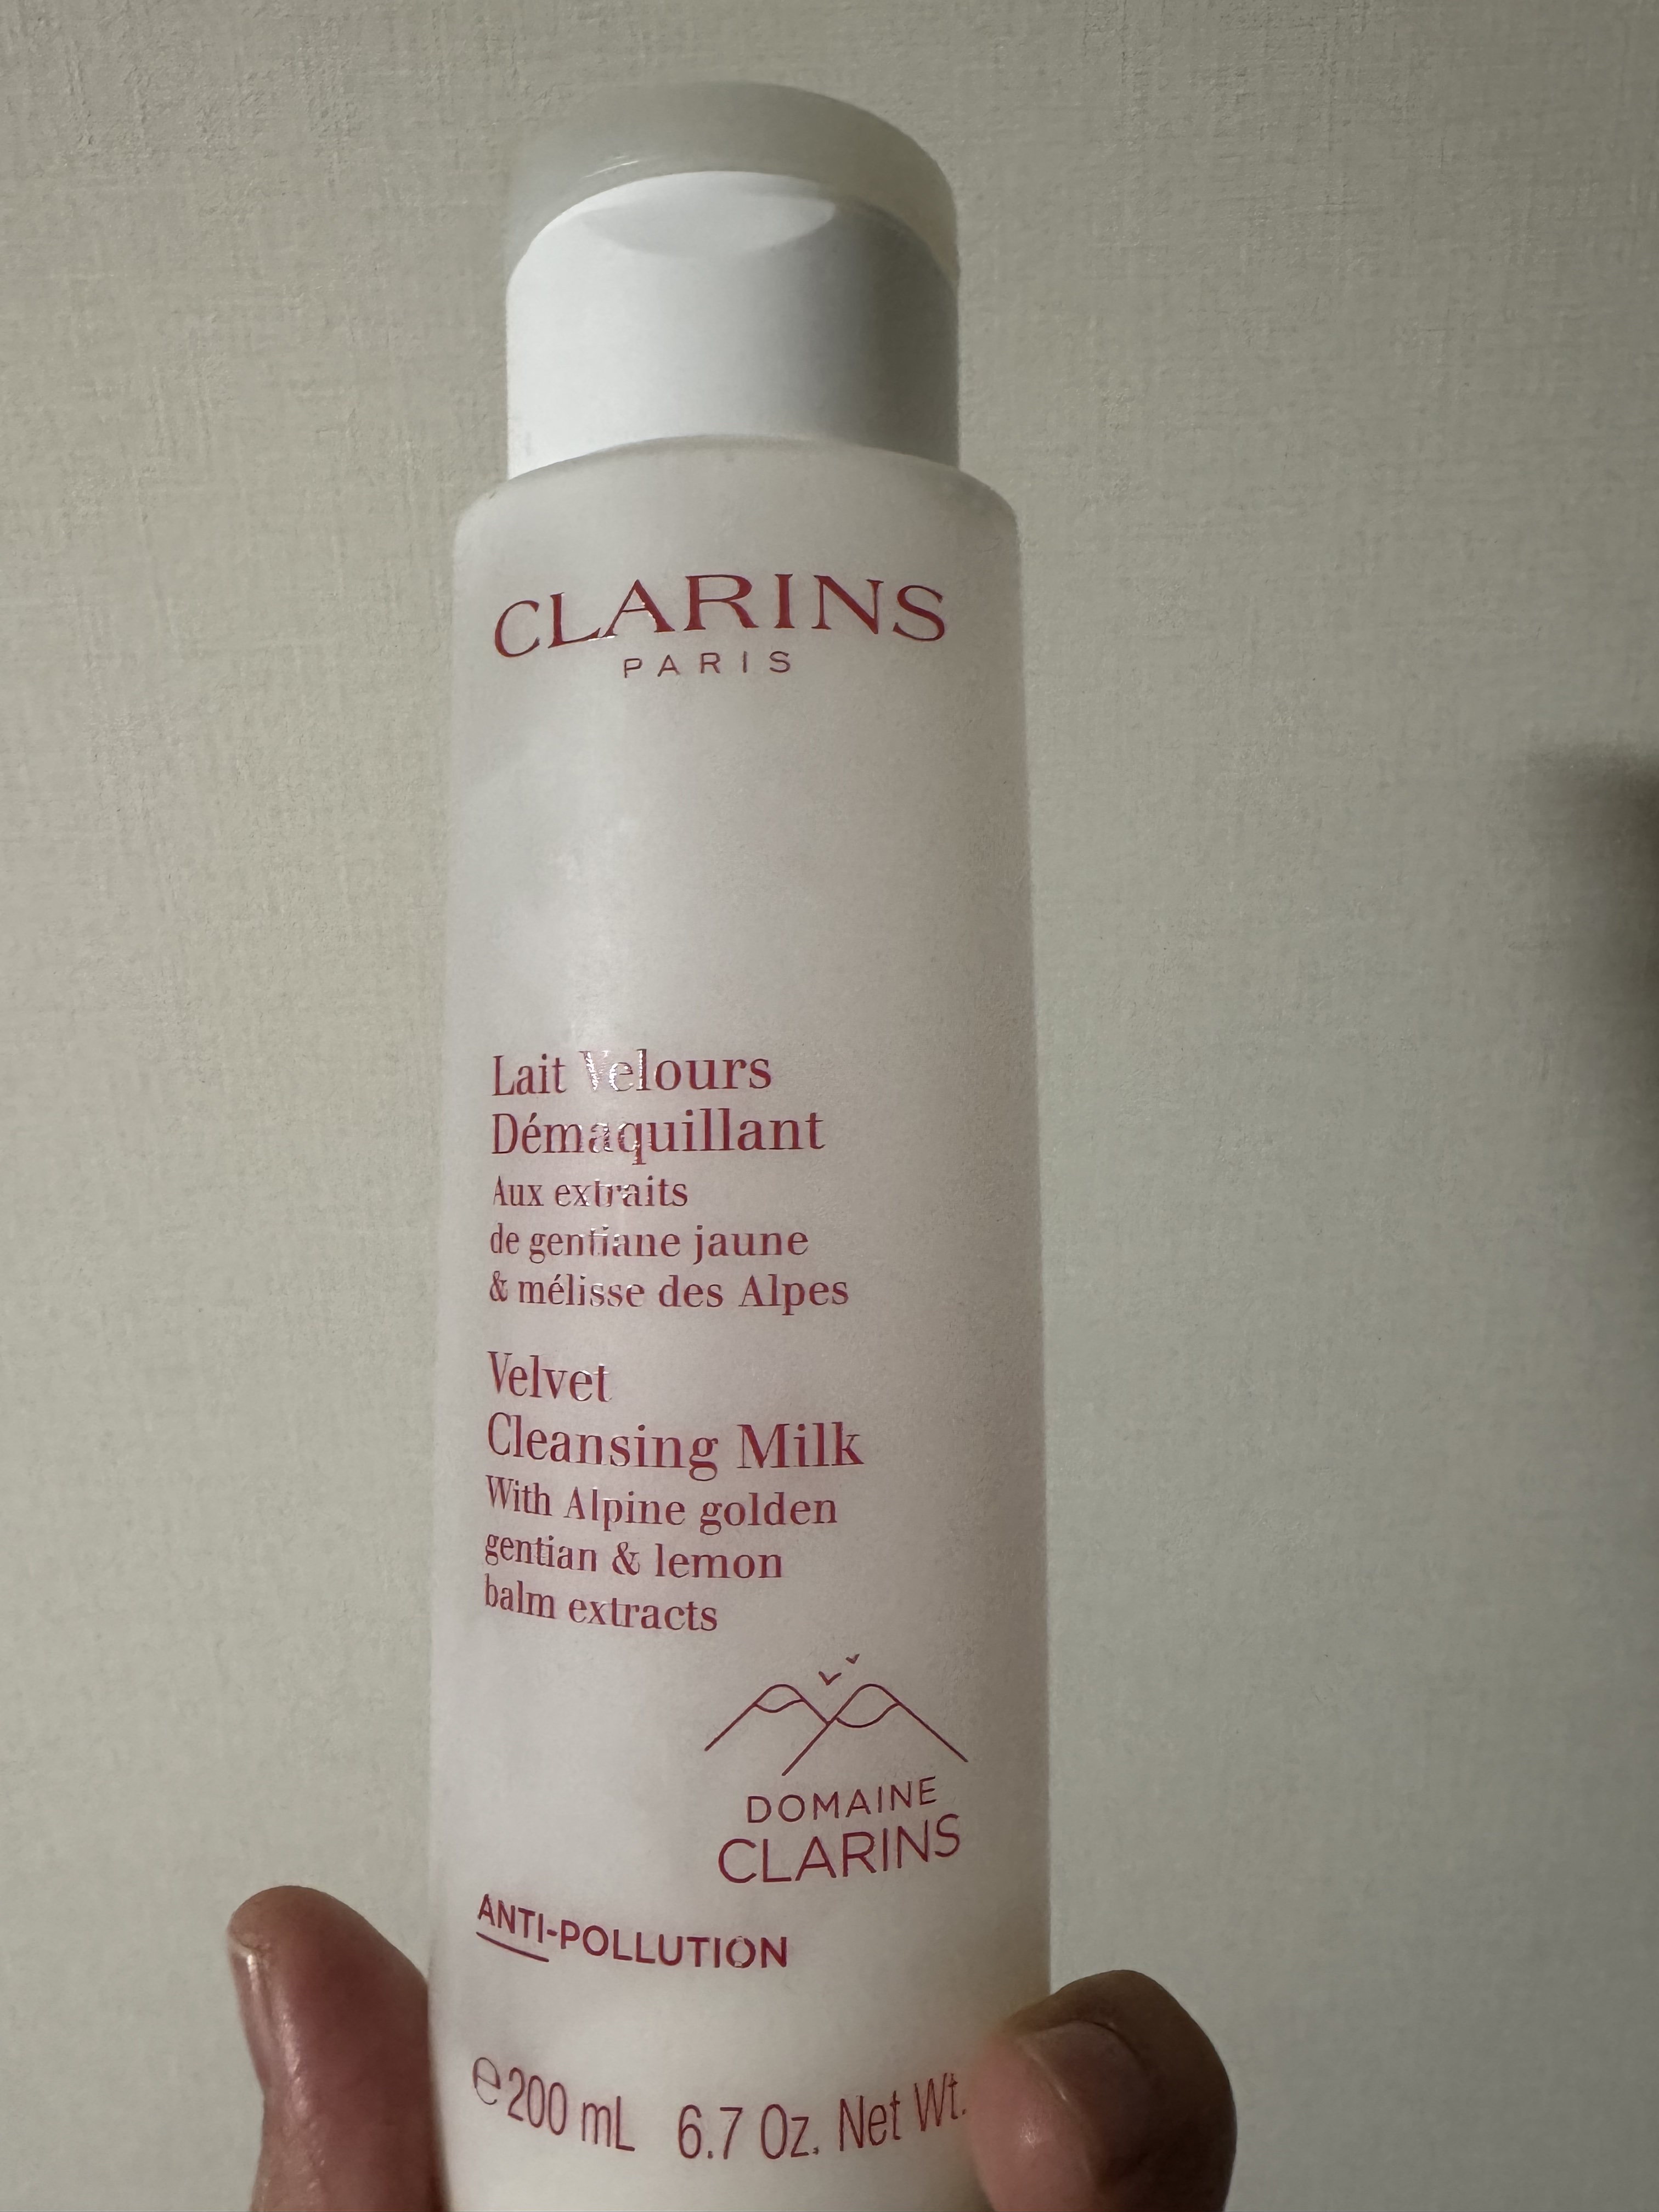 CLARINS
PARIS
Lait Velours
Démaquillant
Aux extraits
de gentiane jaune
& mélisse des Alpes
Velvet
Cleansing Milk
With Alpine golden
gentian & lemon
balm extracts
DOMAINE
CLARINS
ANTI-POLLUTION
℮200 mL 6.7 Oz. Net Wt.